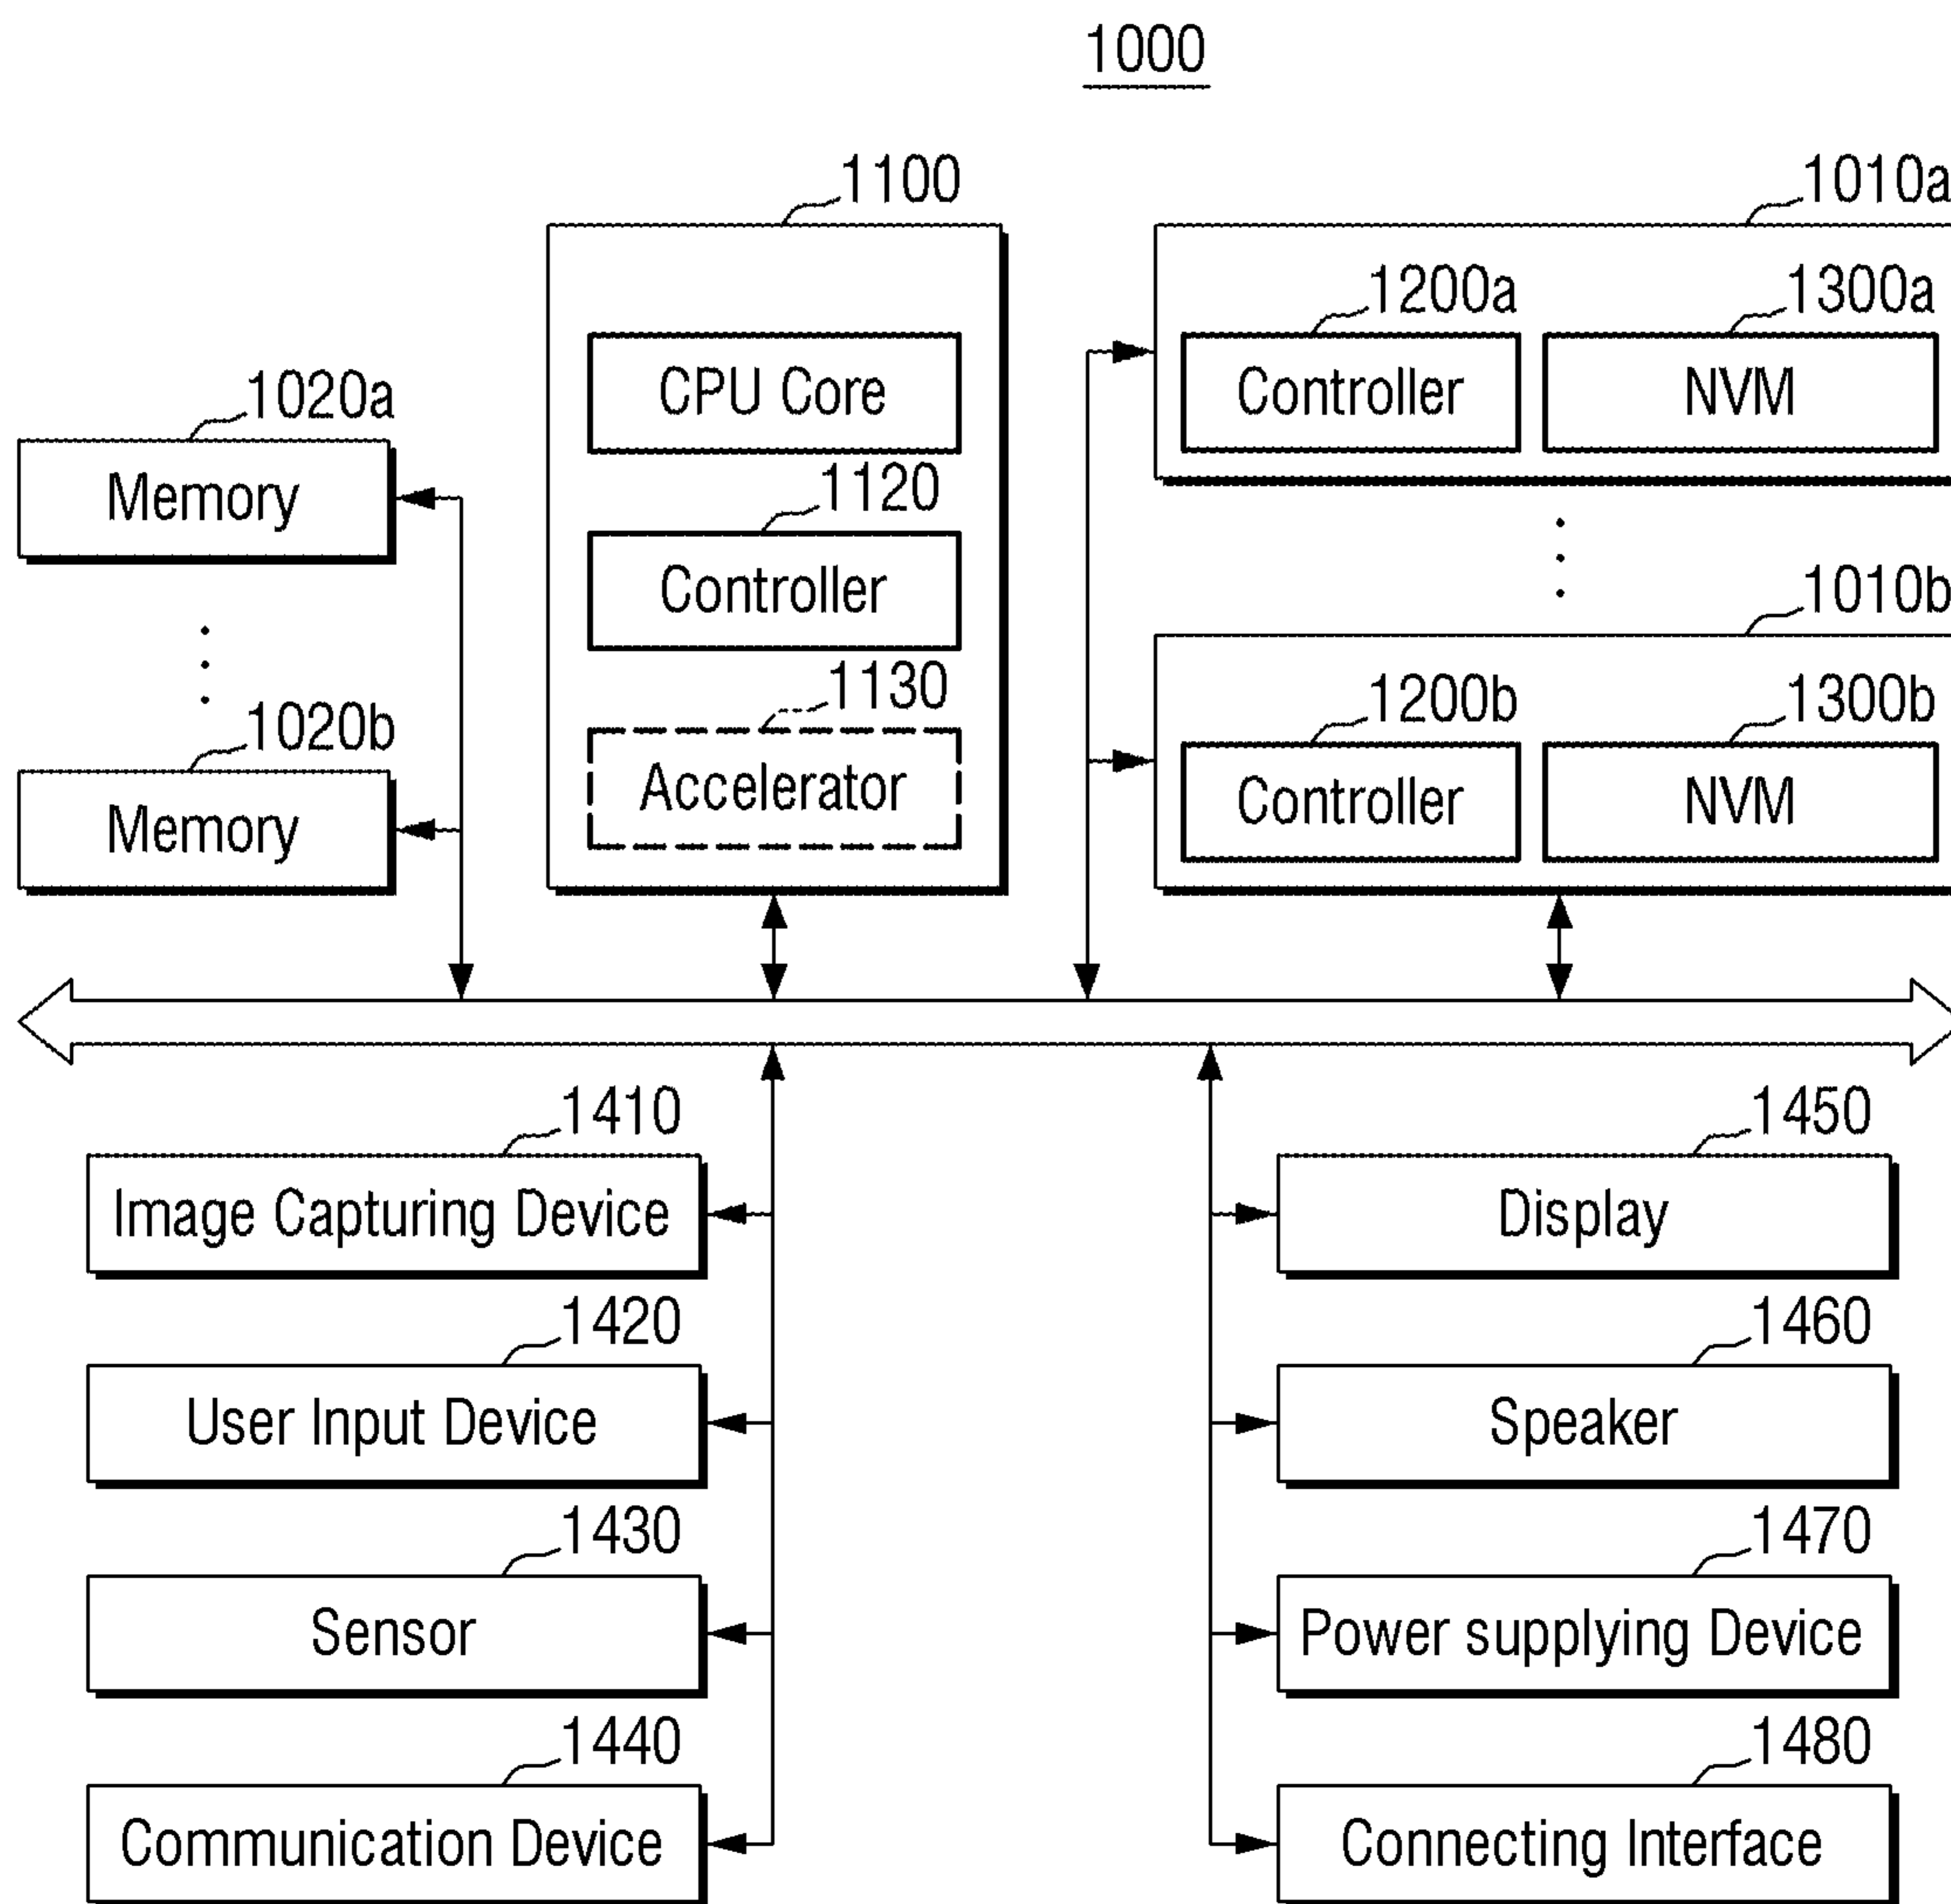 1000
1100
1010a
1200a
1300a
CPU Core
Controller
NVM
1020a
Memory
1120
Controller
1010b
1130
1200b
1300b
1020b
Accelerator
Controller
NVM
Memory
1410
1450
Image Capturing Device
Display
1420
1460
User Input Device
Speaker
1430
1470
Sensor
Power supplying Device
1440
1480
Communication Device
Connecting Interface